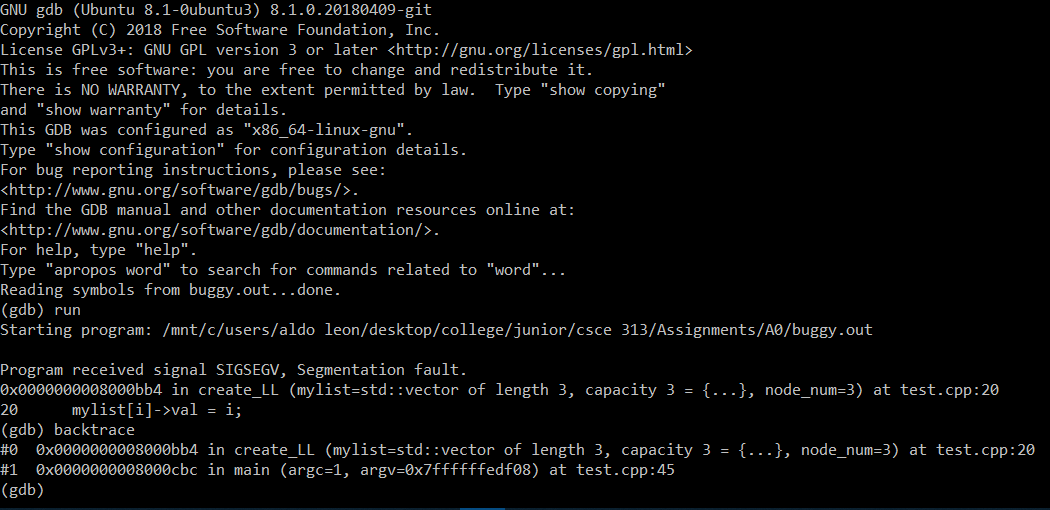 GNU gdb (Ubuntu 8.1-0ubuntu3) 8.1.0.20180409-git
Copyright (C) 2018 Free Software Foundation, Inc.
License GPLv3+: GNU GPL version 3 or later <http://gnu.org/licenses/gpl.html>
This is free software: you are free to change and redistribute it.
There is NO WARRANTY, to the extent permitted by law.  Type "show copying"
and "show warranty" for details.
This GDB was configured as "x86_64-linux-gnu".
Type "show configuration" for configuration details.
For bug reporting instructions, please see:
<http://www.gnu.org/software/gdb/bugs/>.
Find the GDB manual and other documentation resources online at:
<http://www.gnu.org/software/gdb/documentation/>.
For help, type "help".
Type "apropos word" to search for commands related to "word"...
Reading symbols from buggy.out...done.
(gdb) run
Starting program: /mnt/c/users/aldo leon/desktop/college/junior/csce 313/Assignments/A0/buggy.out
Program received signal SIGSEGV, Segmentation fault.
0x0000000008000bb4 in create_LL (mylist=std::vector of length 3, capacity 3 = {...}, node_num=3) at test.cpp:20
20      mylist[i]->val = i;
(gdb) backtrace
#0  0x0000000008000bb4 in create_LL (mylist=std::vector of length 3, capacity 3 = {...}, node_num=3) at test.cpp:20
#1  0x0000000008000cbc in main (argc=1, argv=0x7ffffffedf08) at test.cpp:45
(gdb)